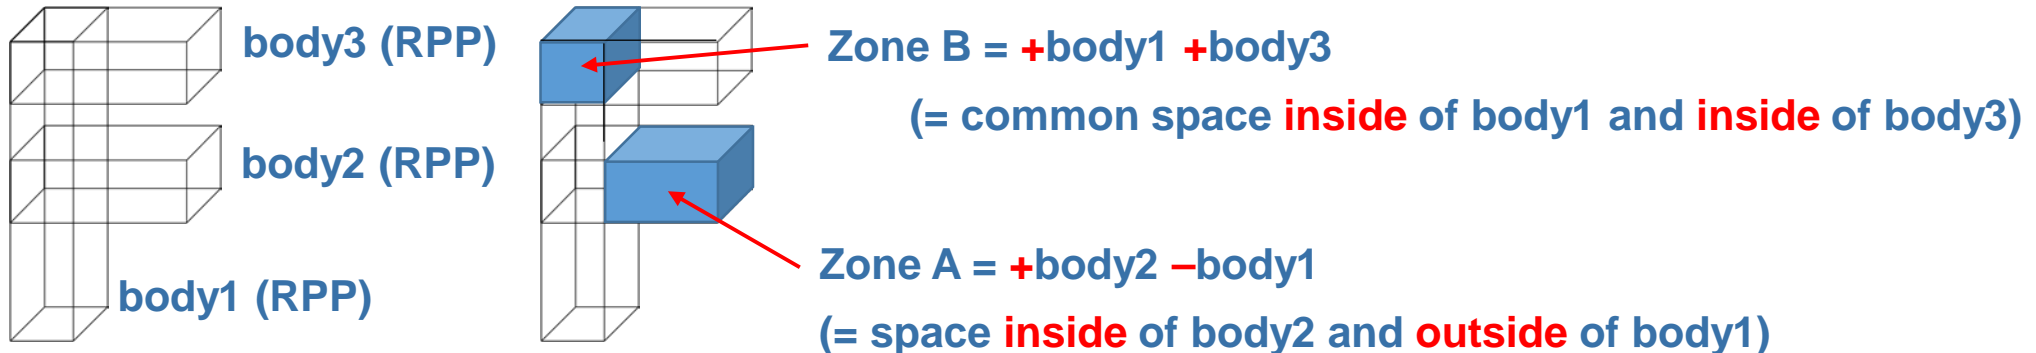 body3 (RPP)
body2 (RPP)
body1 (RPP)
Zone B = +body1 +body3
(= common space inside of body1 and inside of body3)
Zone A = +body2 –body1
(= space inside of body2 and outside of body1)